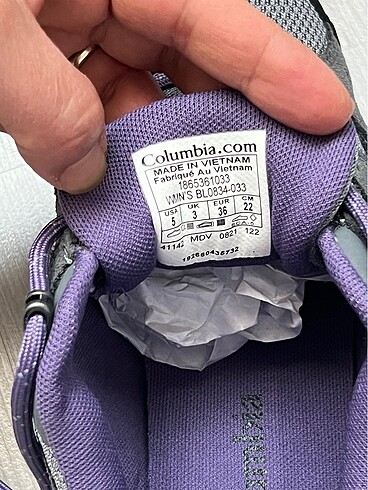 Columbia.com
MADE IN VIETNAM
Fabriqué Au Vietnam
1865361033
WMN'S BL0834-033
USA UK EUR CM
5 3 36 22
41142 MDV 0821 122